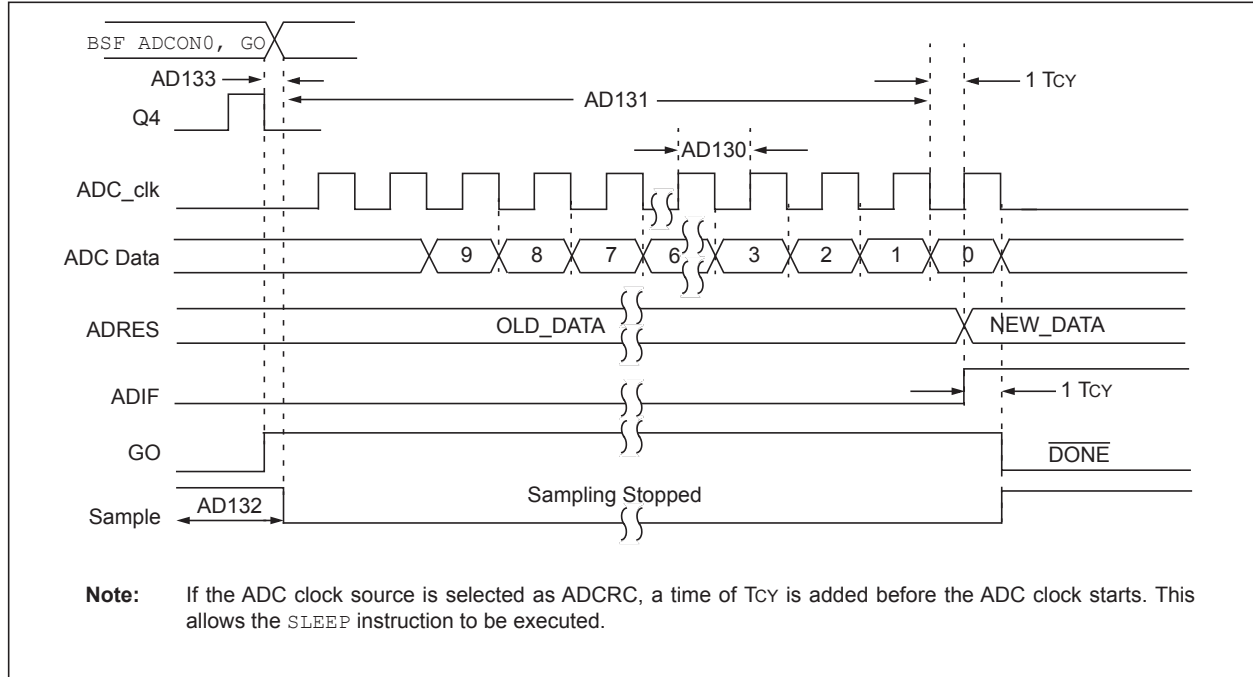 BSF ADCON0, GO
AD133
1 TCY
AD131
Q4
AD130
ADC_clk
ADC Data
9
8
7
6
3
2
1
0
ADRES
OLD_DATA
NEW_DATA
ADIF
1 TCY
GO
DONE
AD132
Sampling Stopped
Sample
Note: If the ADC clock source is selected as ADCRC, a time of TCY is added before the ADC clock starts. This
allows the SLEEP instruction to be executed.